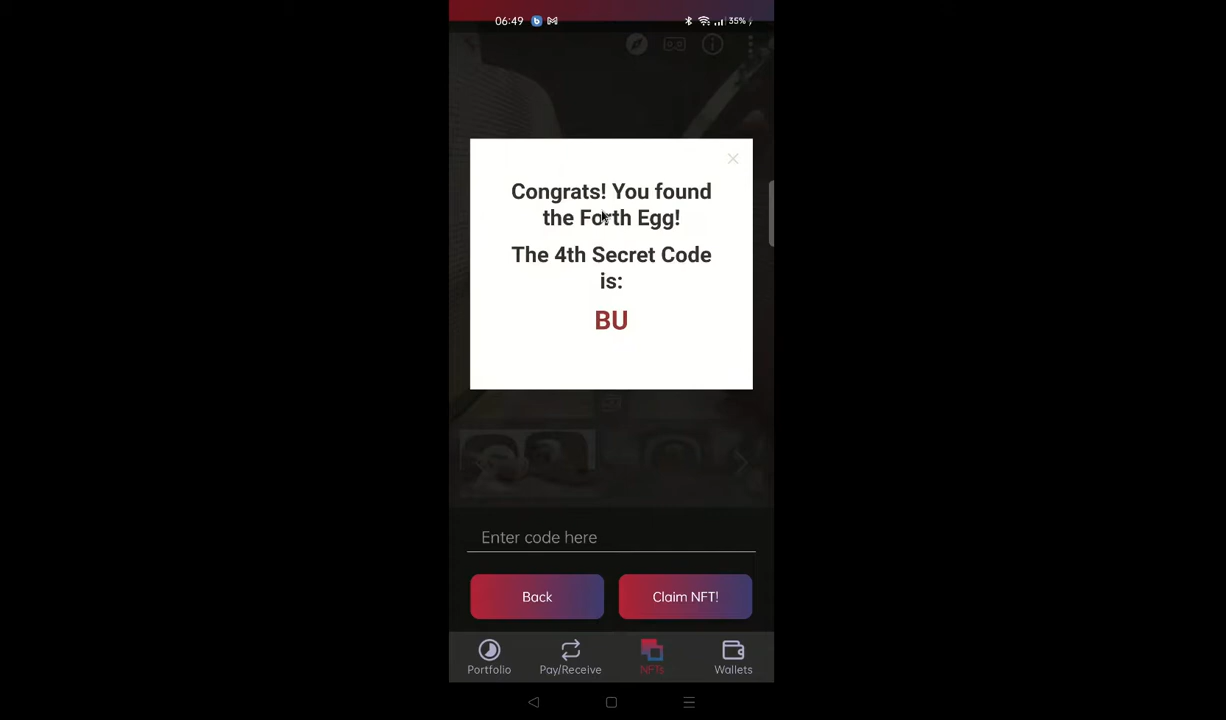 06:49
35%
Congrats! You found
the Forth Egg!
The 4th Secret Code
is:
BU
Enter code here
Back
Claim NFT!
Portfolio
Pay/Receive
NFTs
Wallets